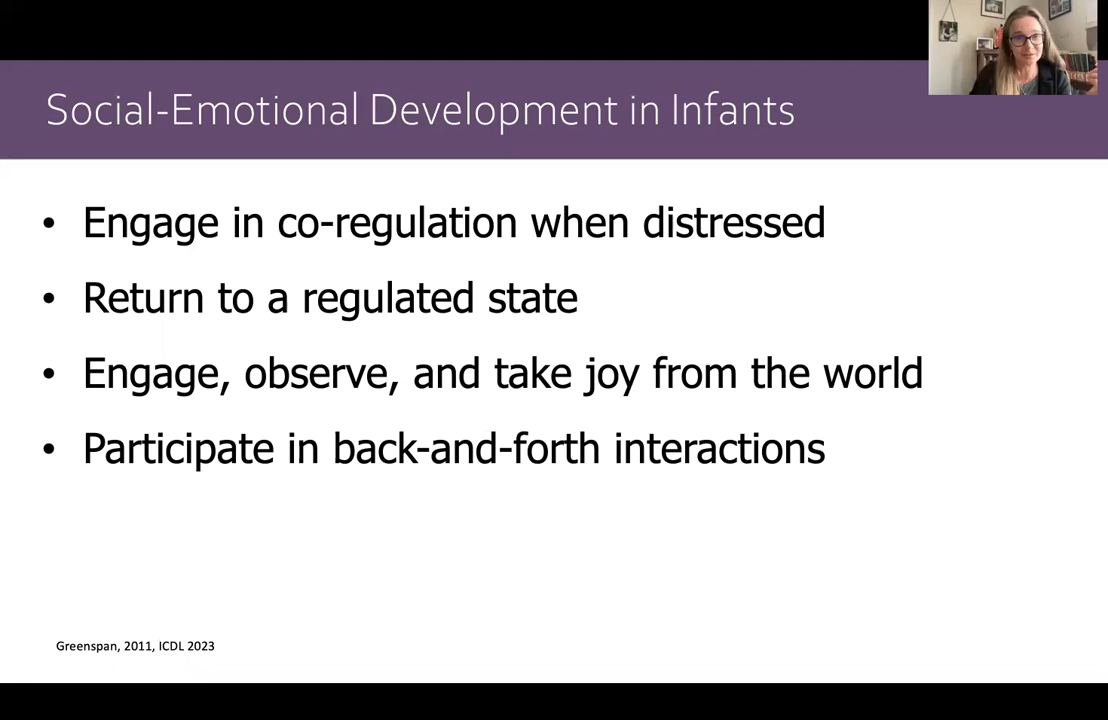 Social-Emotional Development in Infants
• Engage in co-regulation when distressed
• Return to a regulated state
• Engage, observe, and take joy from the world
• Participate in back-and-forth interactions
Greenspan, 2011, ICDL 2023